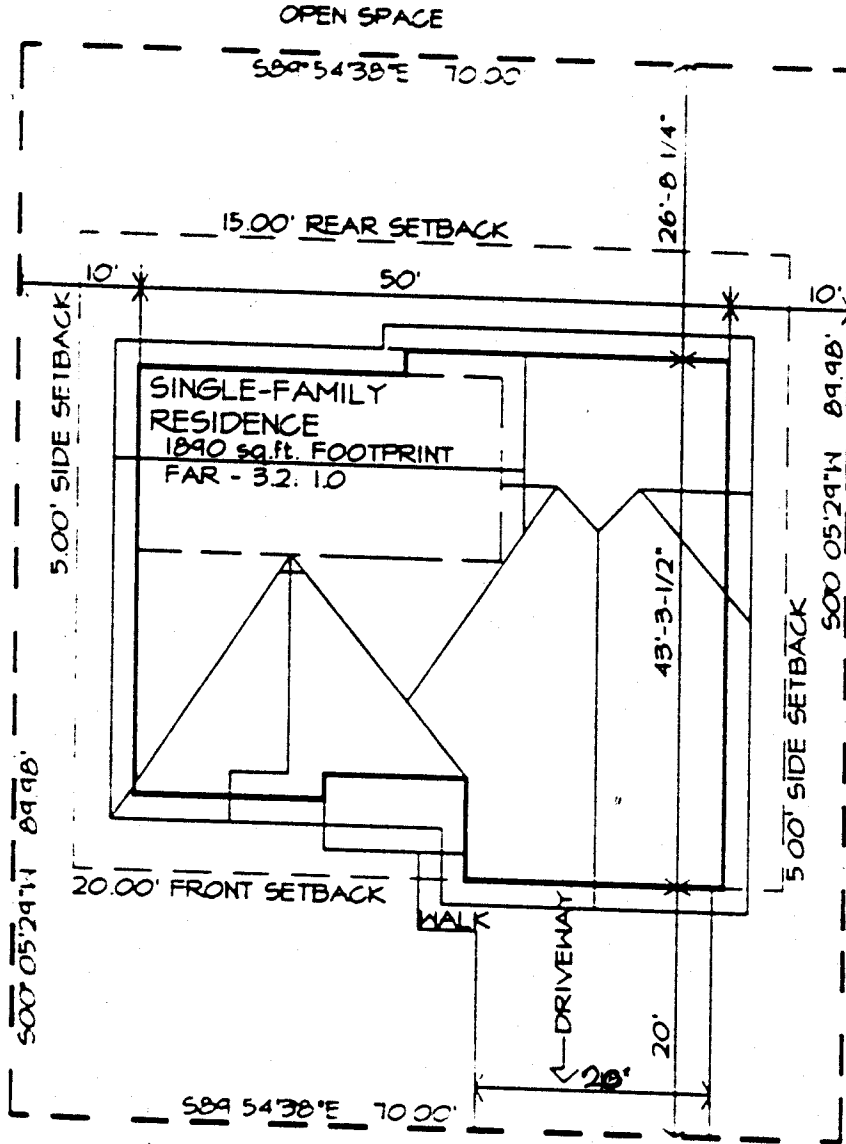 OPEN SPACE
S89°54'38"E 70.00'
26'-8 1/4"
15.00' REAR SETBACK
10'
50'
10'
5.00' SIDE SETBACK
S00°05'29"W 89.98'
SINGLE-FAMILY
RESIDENCE
1890 sq.ft. FOOTPRINT
FAR - 3.2: 1.0
43'-3-1/2"
5.00' SIDE SETBACK
S00°05'29"W 89.98'
20.00' FRONT SETBACK
WALK
DRIVEWAY
20'
20'
S89°54'38"E 70.00'